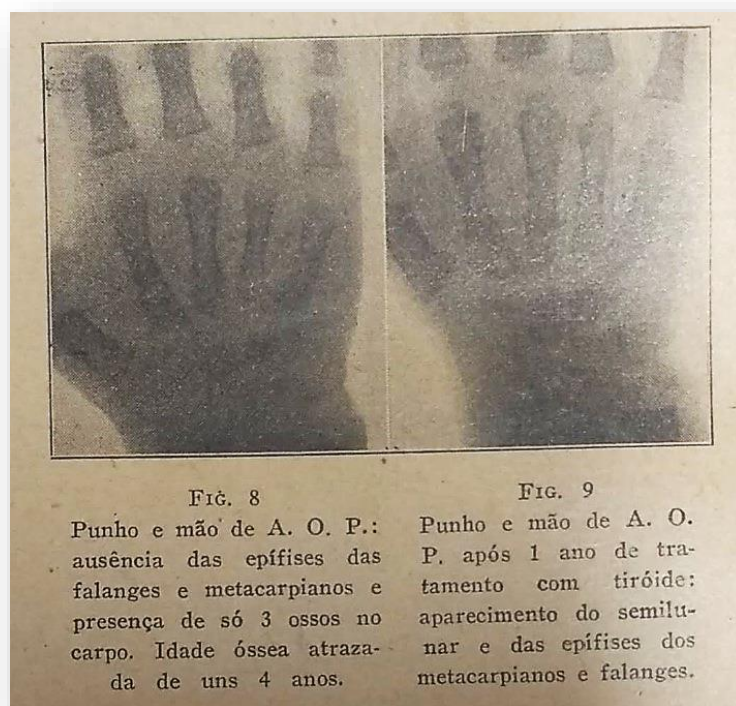 FIG. 8
Punho e mão de A. O. P.:
ausência das epífises das
falanges e metacarpianos e
presença de só 3 ossos no
carpo. Idade óssea atraza-
da de uns 4 anos.
FIG. 9
Punho e mão de A. O.
P. após 1 ano de tra-
tamento com tiróide:
aparecimento do semilu-
nar e das epífises dos
metacarpianos e falanges.